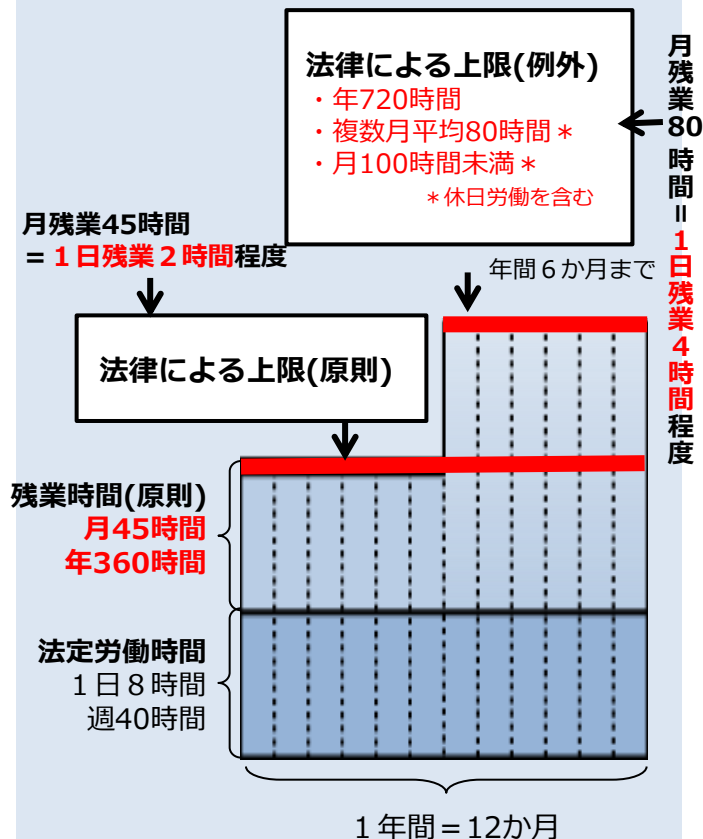 法律による上限(例外)
・年720時間
・複数月平均80時間＊
・月100時間未満＊
＊休日労働を含む
月残業80時間＝1日残業4時間程度
月残業45時間
=１日残業２時間程度
年間６か月まで
法律による上限(原則)
残業時間(原則)
月45時間
年360時間
法定労働時間
１日８時間
週40時間
１年間＝12か月